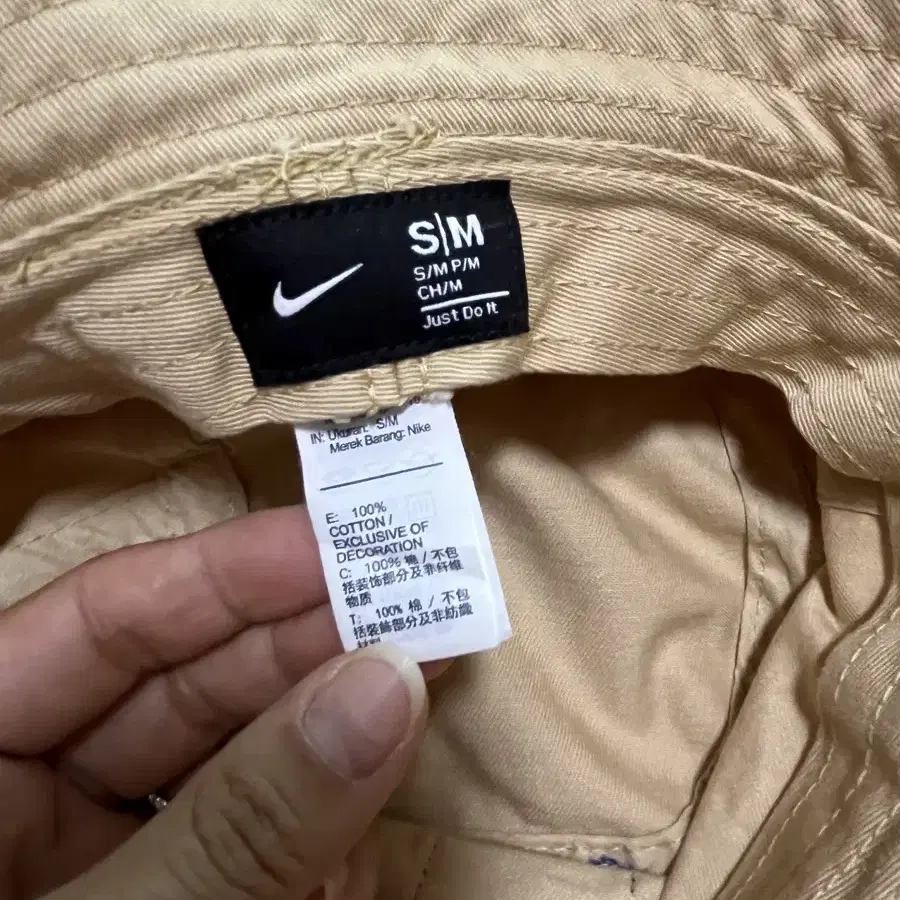 S|M
S/M P/M
CH/M
Just Do It
IN: Ukuran: S/M
Merek Barang: Nike
E: 100%
COTTON /
EXCLUSIVE OF
DECORATION
C: 100% 棉 / 不包
括装饰部分及非纤维
物质
T: 100% 棉 / 不包
括裝飾部分及非紡織
材料